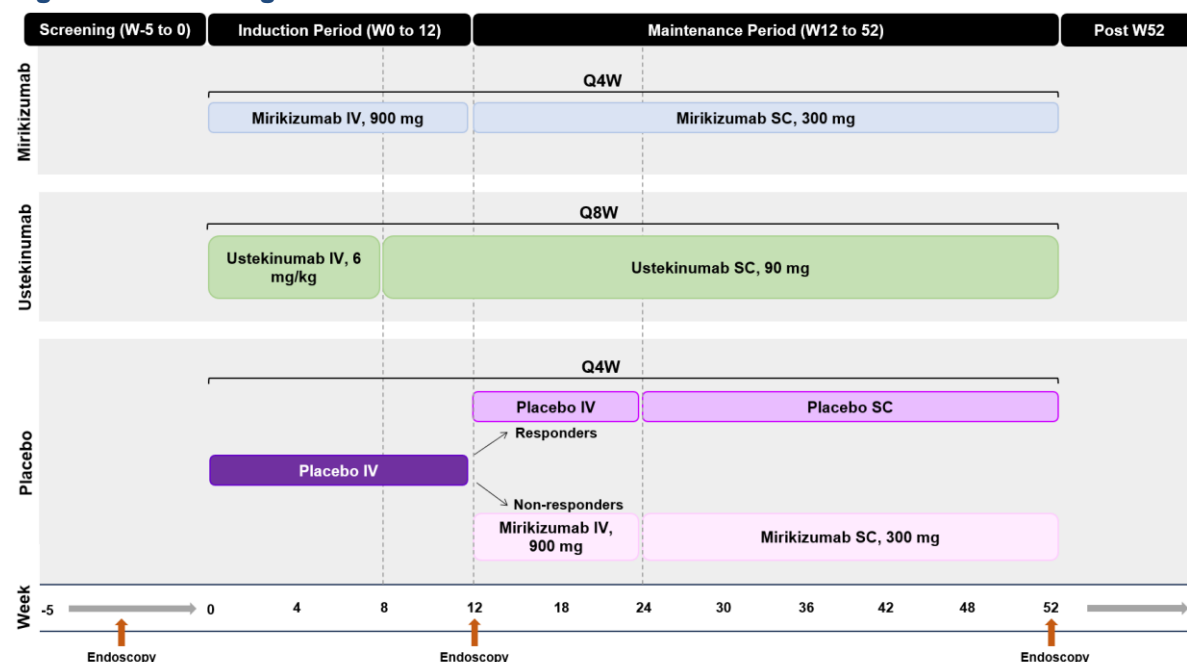 Screening (W-5 to 0)
Induction Period (W0 to 12)
Maintenance Period (W12 to 52)
Post W52
Mirikizumab
Q4W
Mirikizumab IV, 900 mg
Mirikizumab SC, 300 mg
Ustekinumab
Q8W
Ustekinumab IV, 6
mg/kg
Ustekinumab SC, 90 mg
Placebo
Q4W
Placebo IV
Placebo SC
Responders
Placebo IV
Non-responders
Mirikizumab IV,
900 mg
Mirikizumab SC, 300 mg
Week
-5
0
4
8
12
18
24
30
36
42
48
52
Endoscopy
Endoscopy
Endoscopy